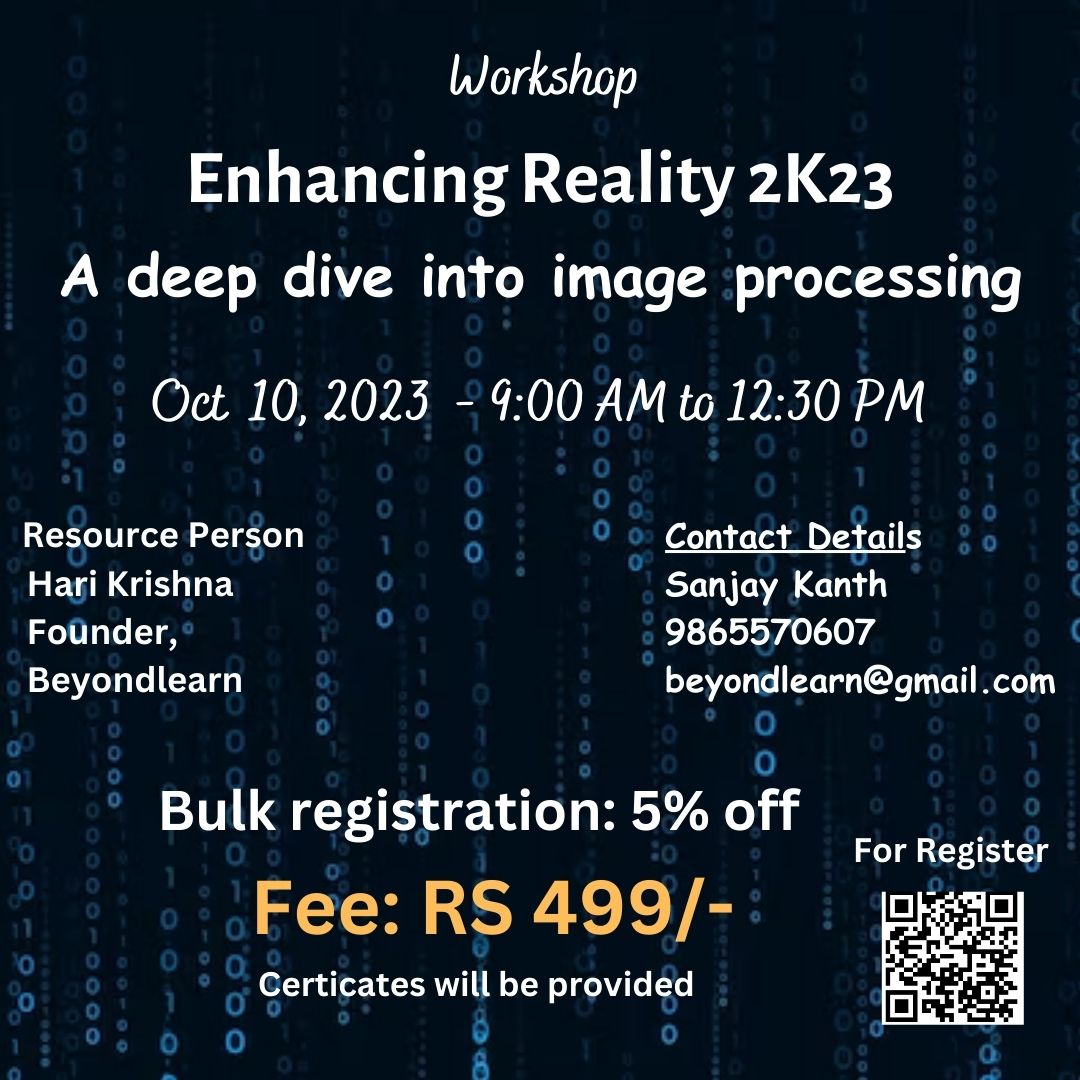 Workshop
Enhancing Reality 2K23
A deep dive into image processing
Oct 10, 2023 - 9:00 AM to 12:30 PM
Resource Person
Hari Krishna
Founder,
Beyondlearn
Contact Details
Sanjay Kanth
9865570607
beyondlearn@gmail.com
Bulk registration: 5% off
Fee: RS 499/-
Certicates will be provided
For Register